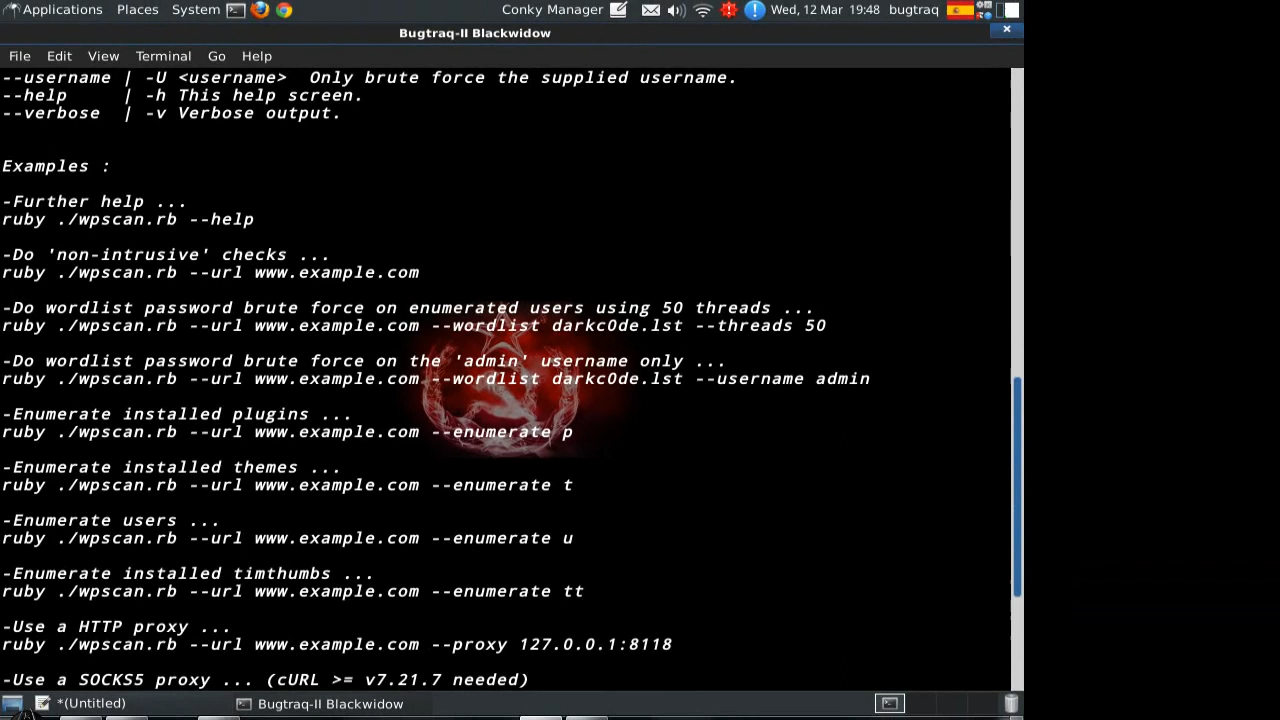 Applications Places System Conky Manager Wed, 12 Mar 19:48 bugtraq
Bugtraq-II Blackwidow
File Edit View Terminal Go Help
--username | -U <username>  Only brute force the supplied username.
--help     | -h This help screen.
--verbose  | -v Verbose output.
Examples :
-Further help ...
ruby ./wpscan.rb --help
-Do 'non-intrusive' checks ...
ruby ./wpscan.rb --url www.example.com
-Do wordlist password brute force on enumerated users using 50 threads ...
ruby ./wpscan.rb --url www.example.com --wordlist darkc0de.lst --threads 50
-Do wordlist password brute force on the 'admin' username only ...
ruby ./wpscan.rb --url www.example.com --wordlist darkc0de.lst --username admin
-Enumerate installed plugins ...
ruby ./wpscan.rb --url www.example.com --enumerate p
-Enumerate installed themes ...
ruby ./wpscan.rb --url www.example.com --enumerate t
-Enumerate users ...
ruby ./wpscan.rb --url www.example.com --enumerate u
-Enumerate installed timthumbs ...
ruby ./wpscan.rb --url www.example.com --enumerate tt
-Use a HTTP proxy ...
ruby ./wpscan.rb --url www.example.com --proxy 127.0.0.1:8118
-Use a SOCKS5 proxy ... (cURL >= v7.21.7 needed)
*(Untitled) Bugtraq-II Blackwidow